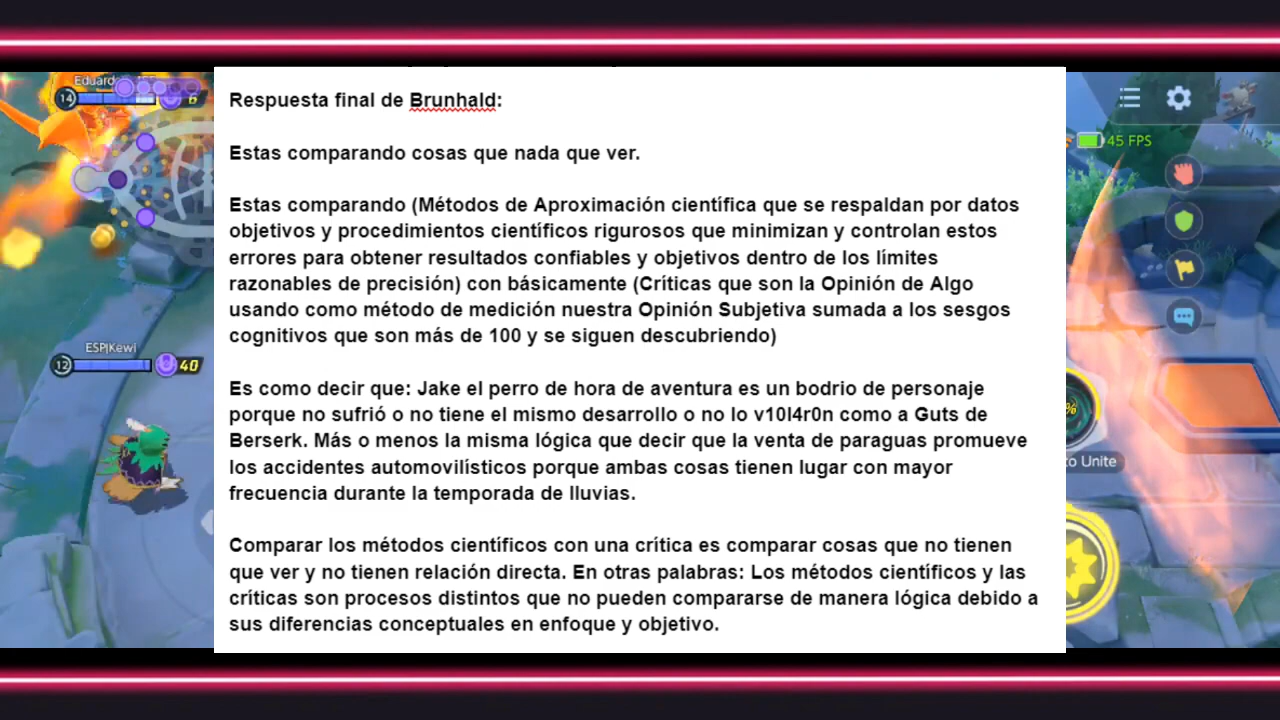 Respuesta final de Brunhald:
Estas comparando cosas que nada que ver.
Estas comparando (Métodos de Aproximación científica que se respaldan por datos
objetivos y procedimientos científicos rigurosos que minimizan y controlan estos
errores para obtener resultados confiables y objetivos dentro de los límites
razonables de precisión) con básicamente (Críticas que son la Opinión de Algo
usando como método de medición nuestra Opinión Subjetiva sumada a los sesgos
cognitivos que son más de 100 y se siguen descubriendo)
Es como decir que: Jake el perro de hora de aventura es un bodrio de personaje
porque no sufrió o no tiene el mismo desarrollo o no lo v10l4r0n como a Guts de
Berserk. Más o menos la misma lógica que decir que la venta de paraguas promueve
los accidentes automovilísticos porque ambas cosas tienen lugar con mayor
frecuencia durante la temporada de lluvias.
Comparar los métodos científicos con una crítica es comparar cosas que no tienen
que ver y no tienen relación directa. En otras palabras: Los métodos científicos y las
críticas son procesos distintos que no pueden compararse de manera lógica debido a
sus diferencias conceptuales en enfoque y objetivo.
14
6
ESP|Kewi
12
40
45 FPS
to Unite